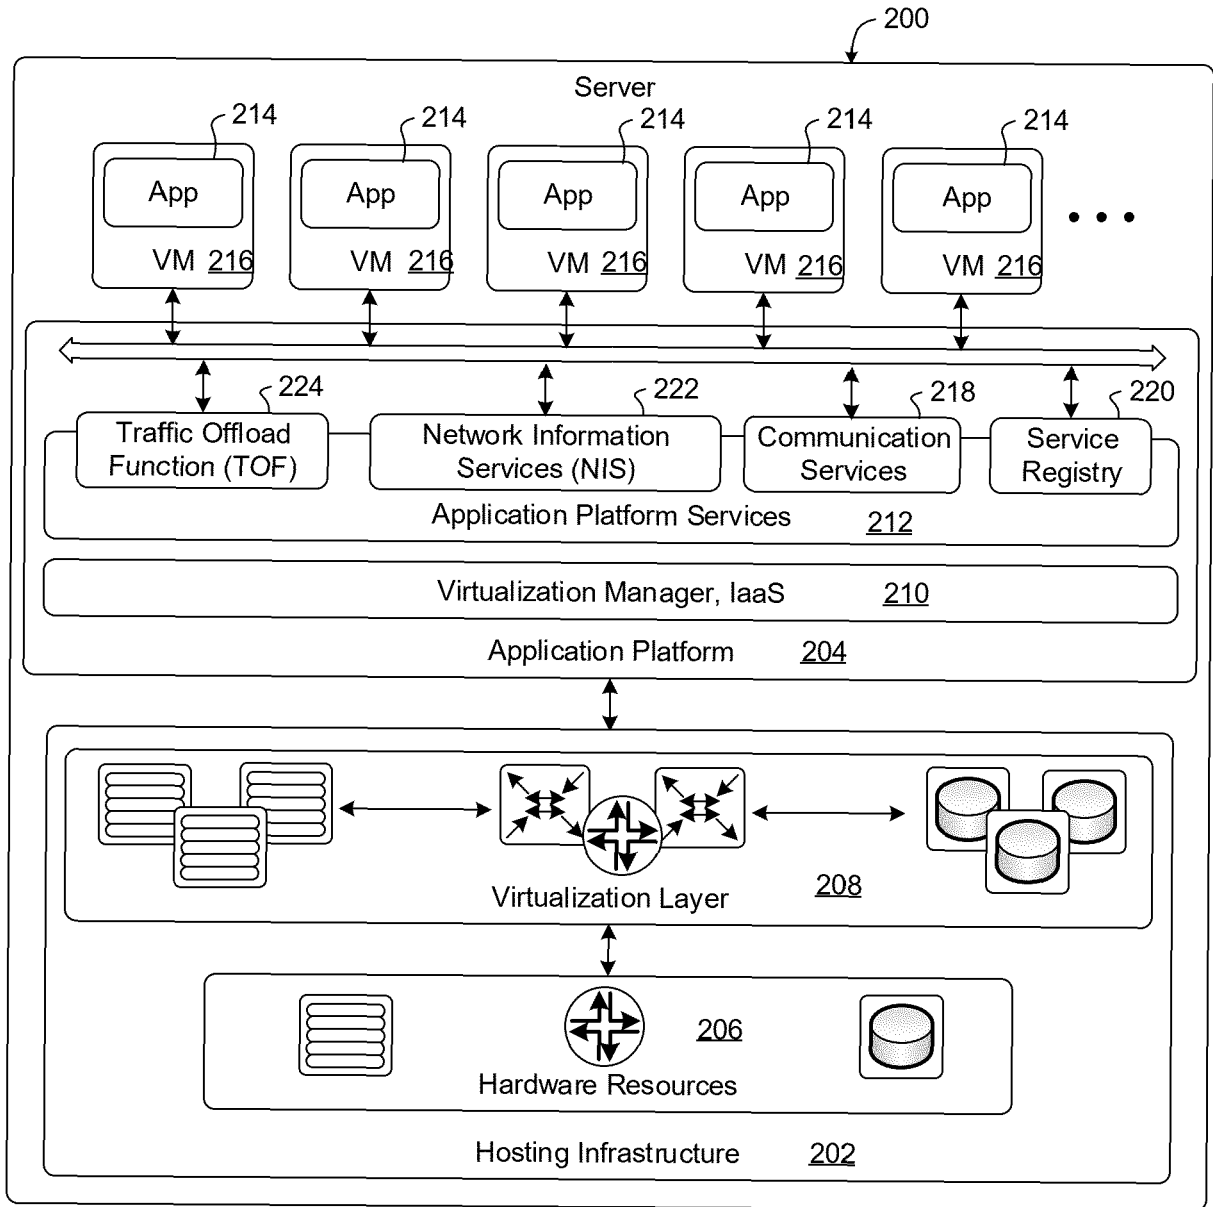 200
Server
214 214 214 214 214
App App App App App
VM 216 VM 216 VM 216 VM 216 VM 216
224 222 218 220
Traffic Offload Function (TOF)
Network Information Services (NIS)
Communication Services
Service Registry
Application Platform Services 212
Virtualization Manager, IaaS 210
Application Platform 204
Virtualization Layer 208
206
Hardware Resources
Hosting Infrastructure 202